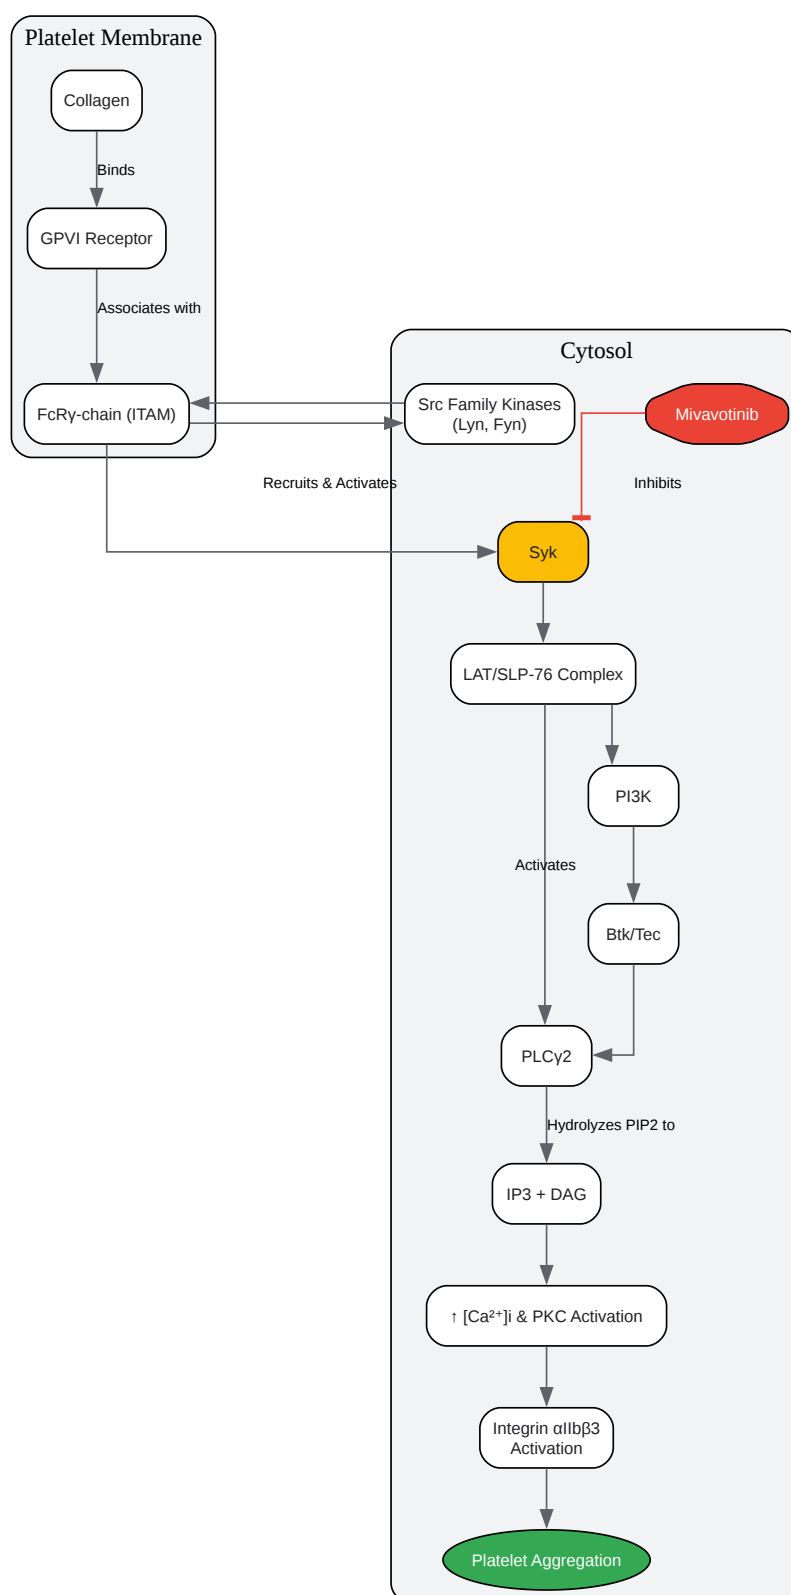 Platelet Membrane
Collagen
Binds
GPVI Receptor
Associates with
Cytosol
FcRγ-chain (ITAM)
Src Family Kinases
(Lyn, Fyn)
Mivavotinib
Recruits & Activates
Inhibits
Syk
LAT/SLP-76 Complex
PI3K
Activates
Btk/Tec
PLCγ2
Hydrolyzes PIP2 to
IP3 + DAG
↑ [Ca²⁺]i & PKC Activation
Integrin αIIbβ3
Activation
Platelet Aggregation